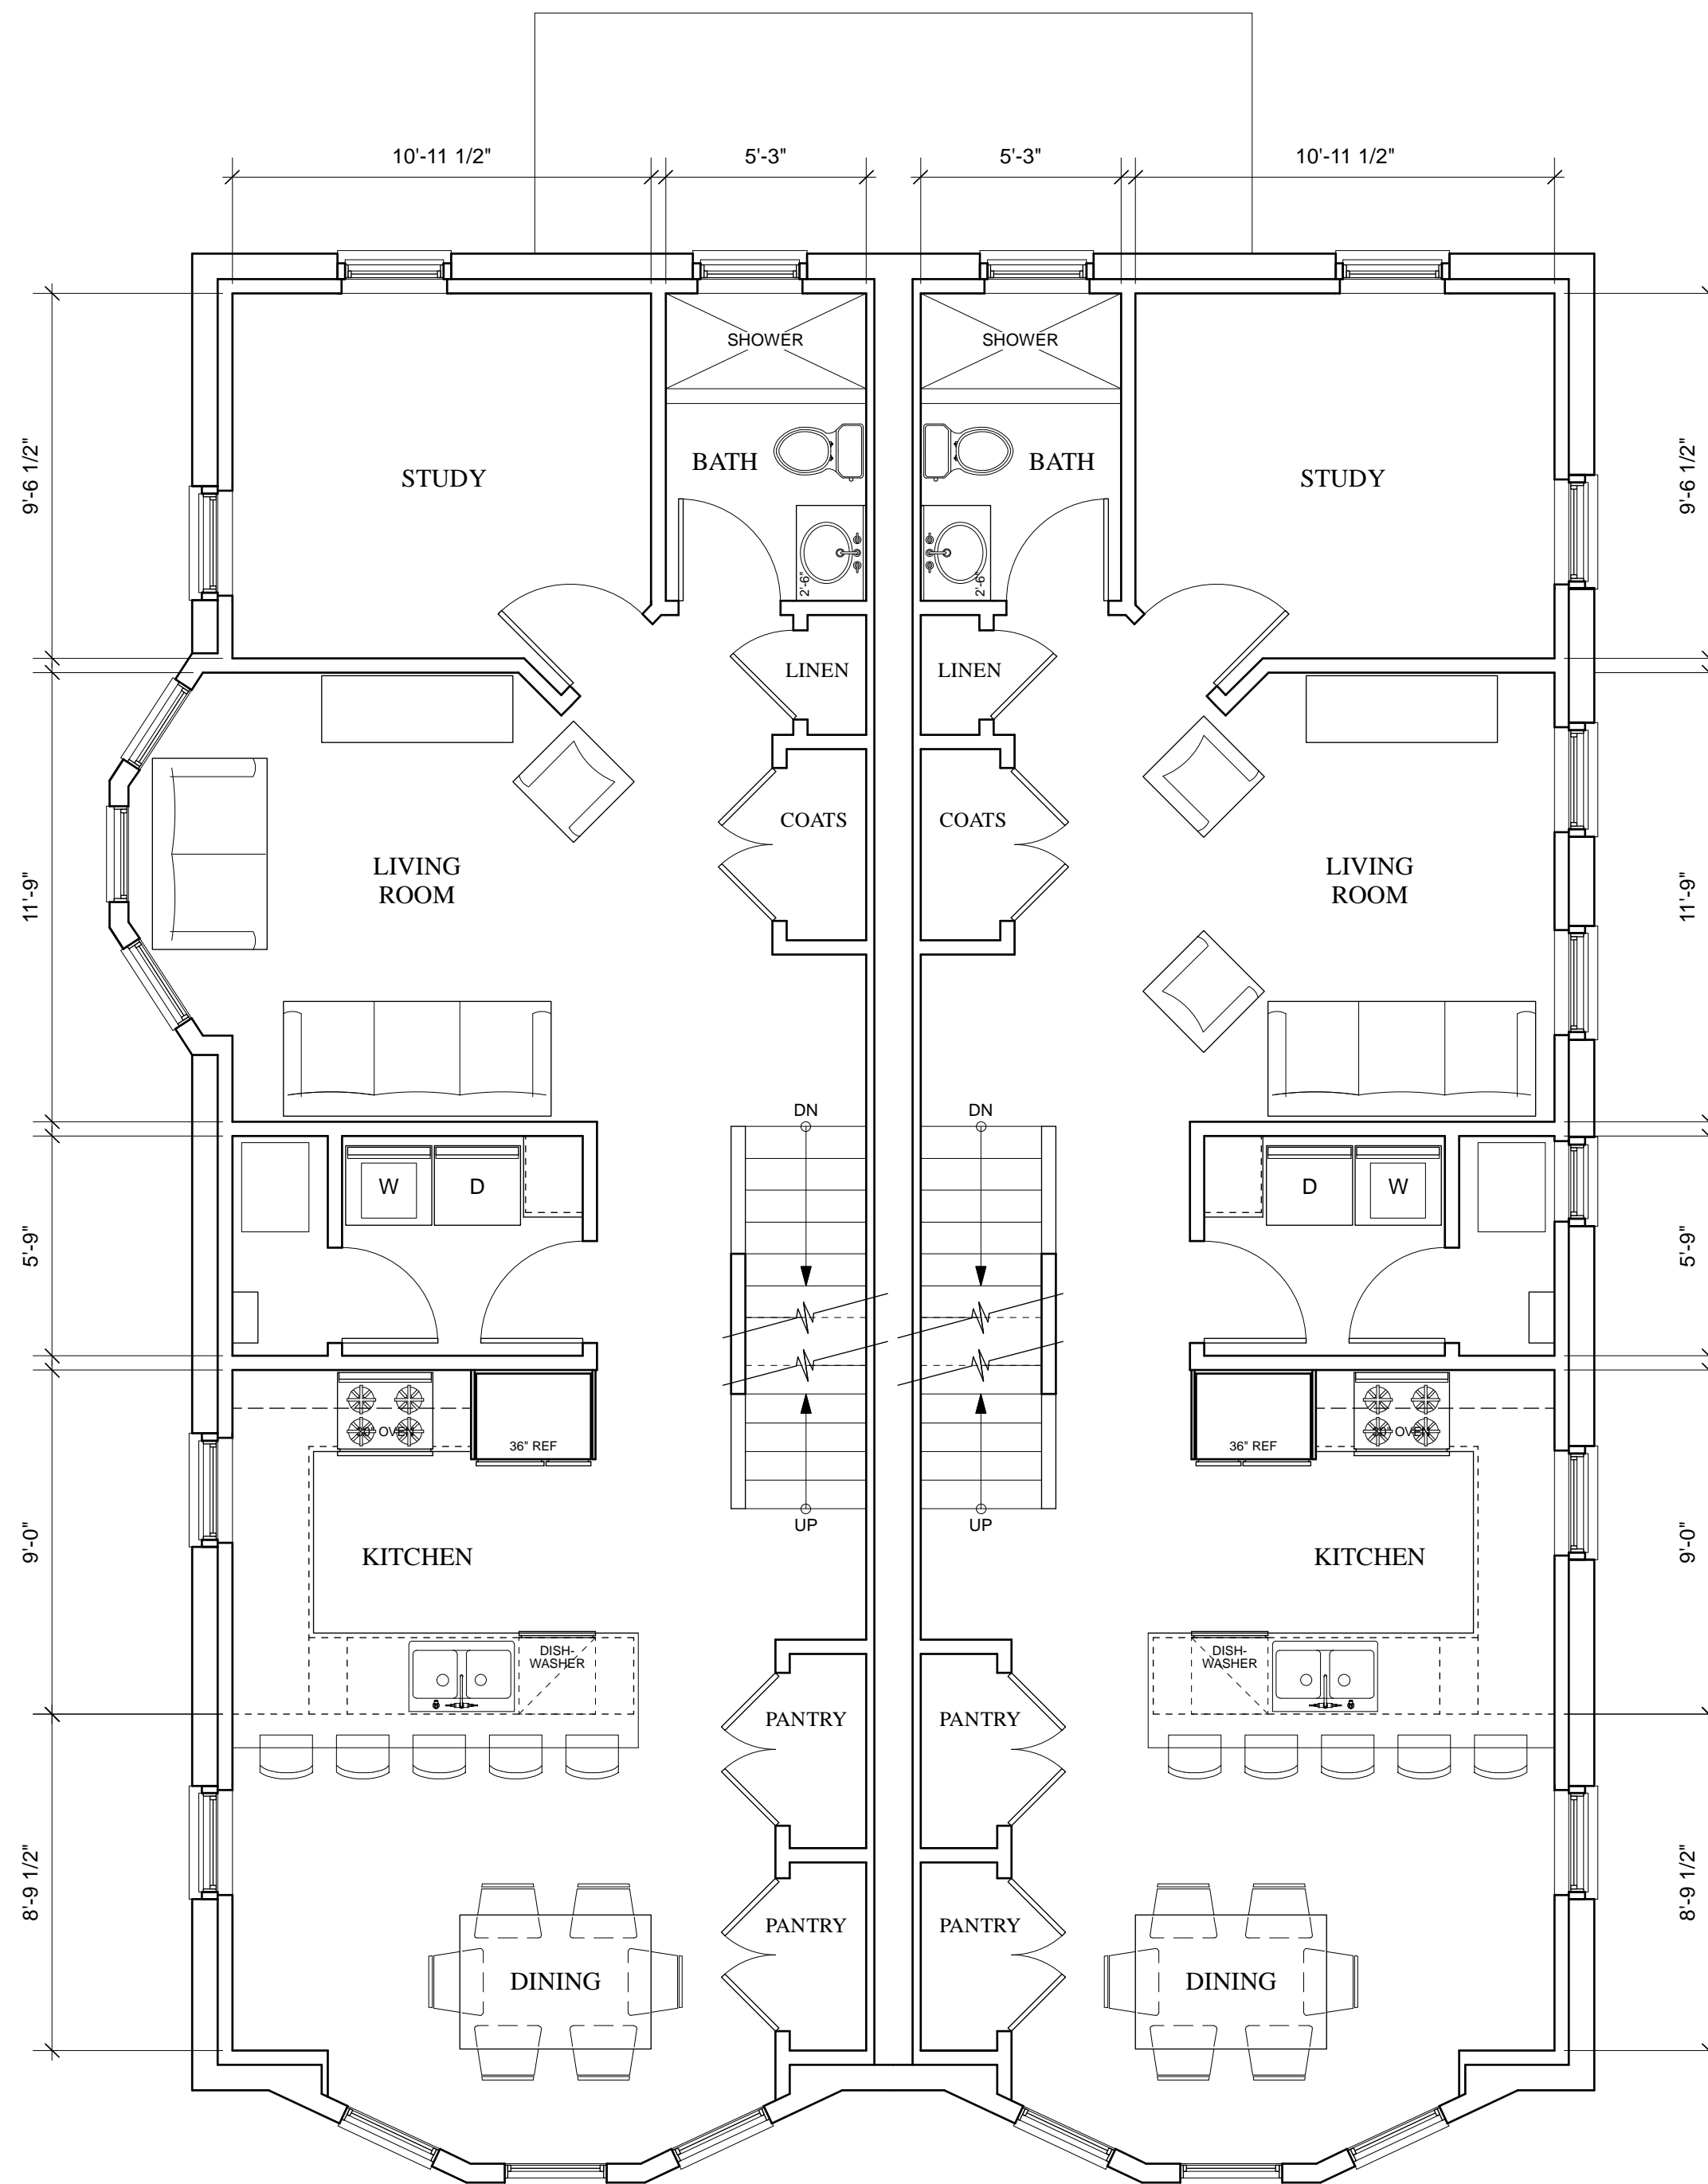 10'-11 1/2" 5'-3" 5'-3" 10'-11 1/2"
SHOWER SHOWER
9'-6 1/2" STUDY BATH BATH STUDY 9'-6 1/2"
2'-6" 2'-6"
LINEN LINEN
COATS COATS
11'-9" LIVING LIVING 11'-9"
ROOM ROOM
DN DN
W D D W
5'-9" 5'-9"
30" OVEN 30" OVEN
36" REF 36" REF
UP UP
9'-0" KITCHEN KITCHEN 9'-0"
DISH- DISH-
WASHER WASHER
PANTRY PANTRY
8'-9 1/2" 8'-9 1/2"
PANTRY PANTRY
DINING DINING